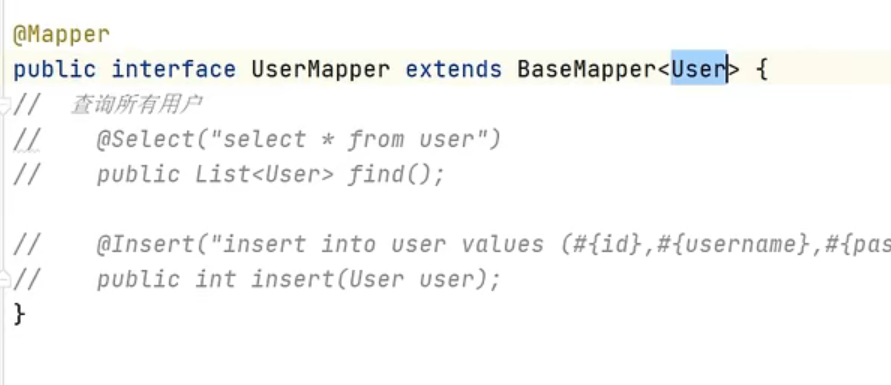 @Mapper
public interface UserMapper extends BaseMapper<User> {
//  查询所有用户
//    @Select("select * from user")
//    public List<User> find();
//    @Insert("insert into user values (#{id},#{username},#{pas
//    public int insert(User user);
}